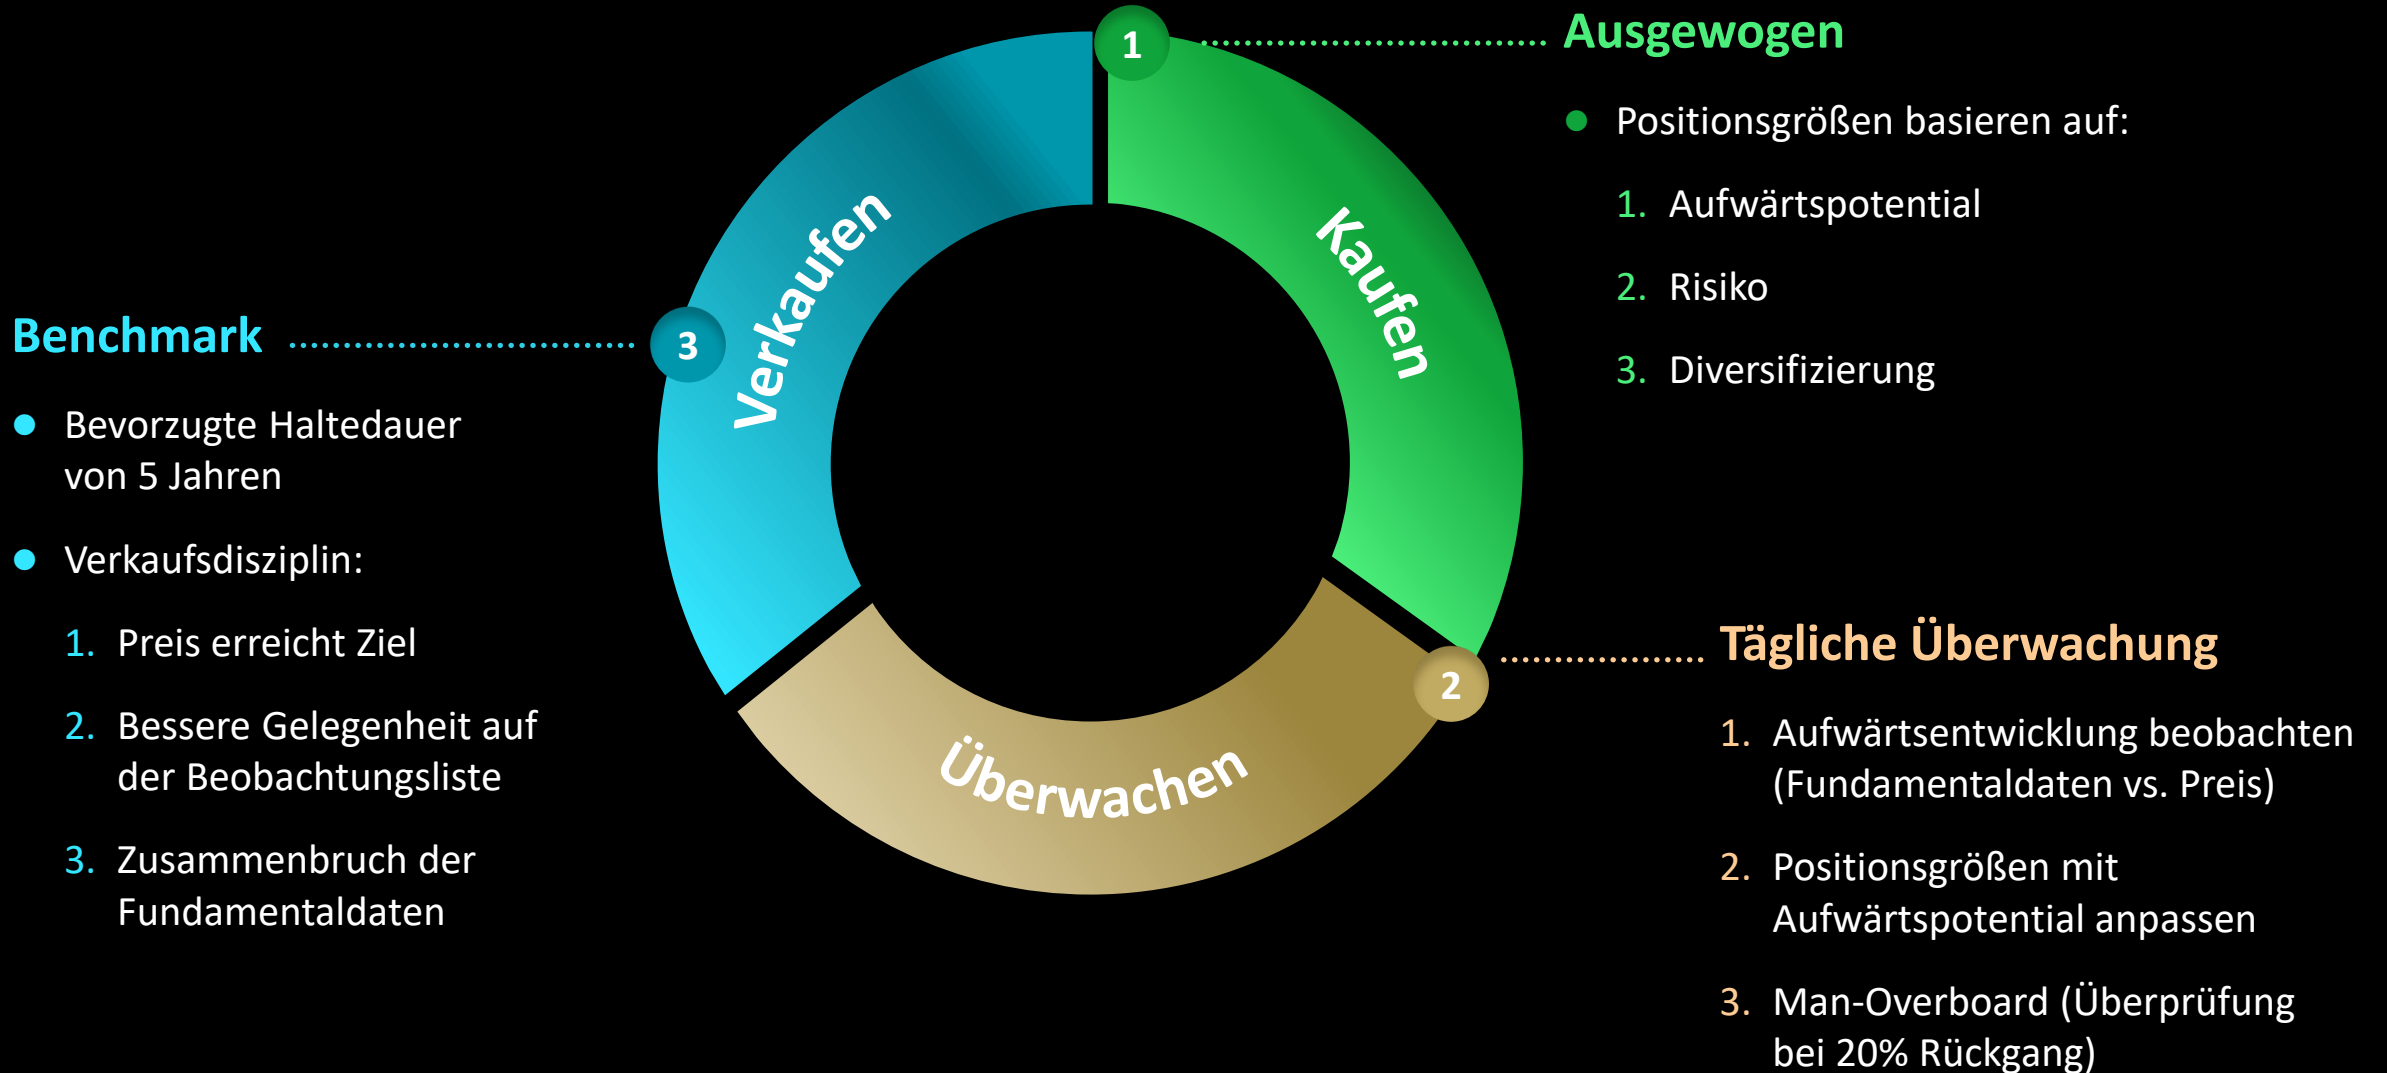 1
Ausgewogen
Positionsgrößen basieren auf:
1. Aufwärtspotential
2. Risiko
3. Diversifizierung
Kaufen
2
Tägliche Überwachung
1. Aufwärtsentwicklung beobachten
(Fundamentaldaten vs. Preis)
2. Positionsgrößen mit
Aufwärtspotential anpassen
3. Man-Overboard (Überprüfung
bei 20% Rückgang)
Überwachen
3
Benchmark
Bevorzugte Haltedauer
von 5 Jahren
Verkaufsdisziplin:
1. Preis erreicht Ziel
2. Bessere Gelegenheit auf
der Beobachtungsliste
3. Zusammenbruch der
Fundamentaldaten
Verkaufen